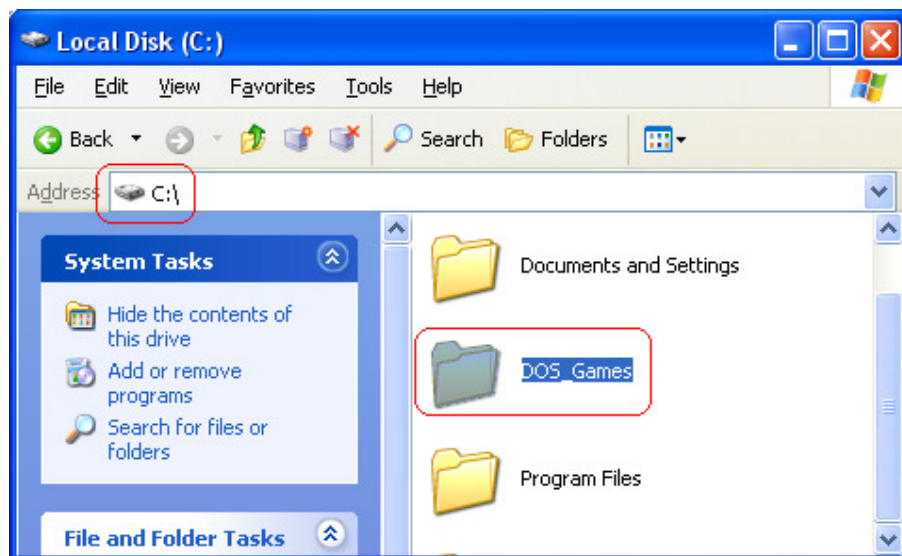 Local Disk (C:)
File Edit View Favorites Tools Help
Back Search Folders
Address C:\
System Tasks
Hide the contents of
this drive
Add or remove
programs
Search for files or
folders
File and Folder Tasks
Documents and Settings
DOS_Games
Program Files